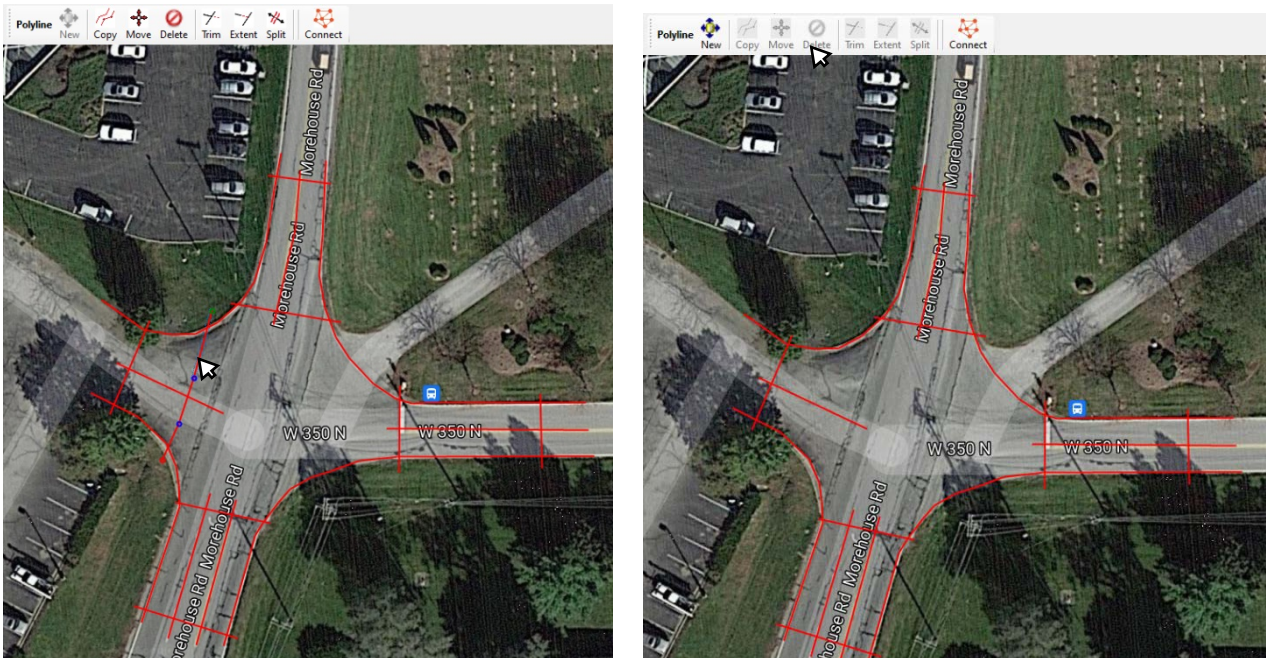 Polyline New Copy Move Delete Trim Extent Split Connect
Morehouse Rd
Morehouse Rd
W 350 N
W 350 N
Morehouse Rd
Morehouse Rd
Polyline New Copy Move Delete Trim Extent Split Connect
Morehouse Rd
Morehouse Rd
W 350 N
W 350 N
Morehouse Rd
house Rd